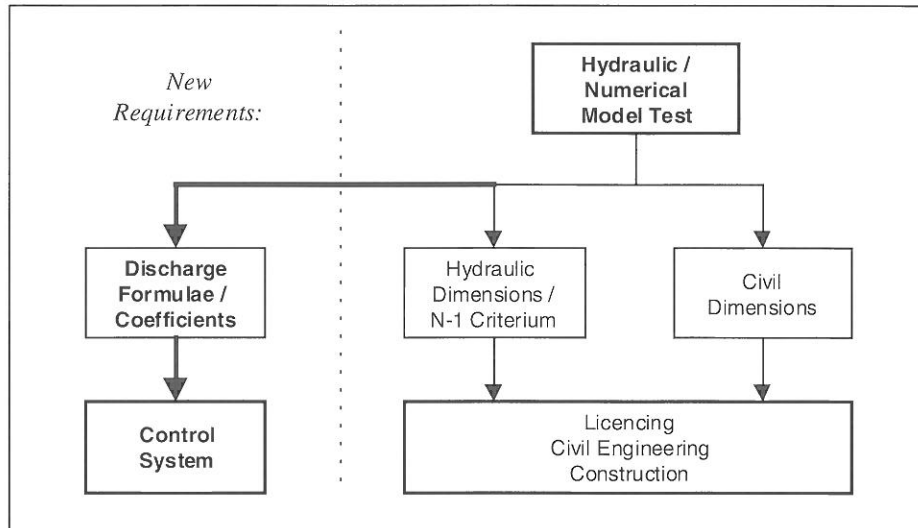 New
Requirements:
Hydraulic /
Numerical
Model Test
Discharge
Formulae /
Coefficients
Hydraulic
Dimensions /
N-1 Criterium
Civil
Dimensions
Control
System
Licencing
Civil Engineering
Construction